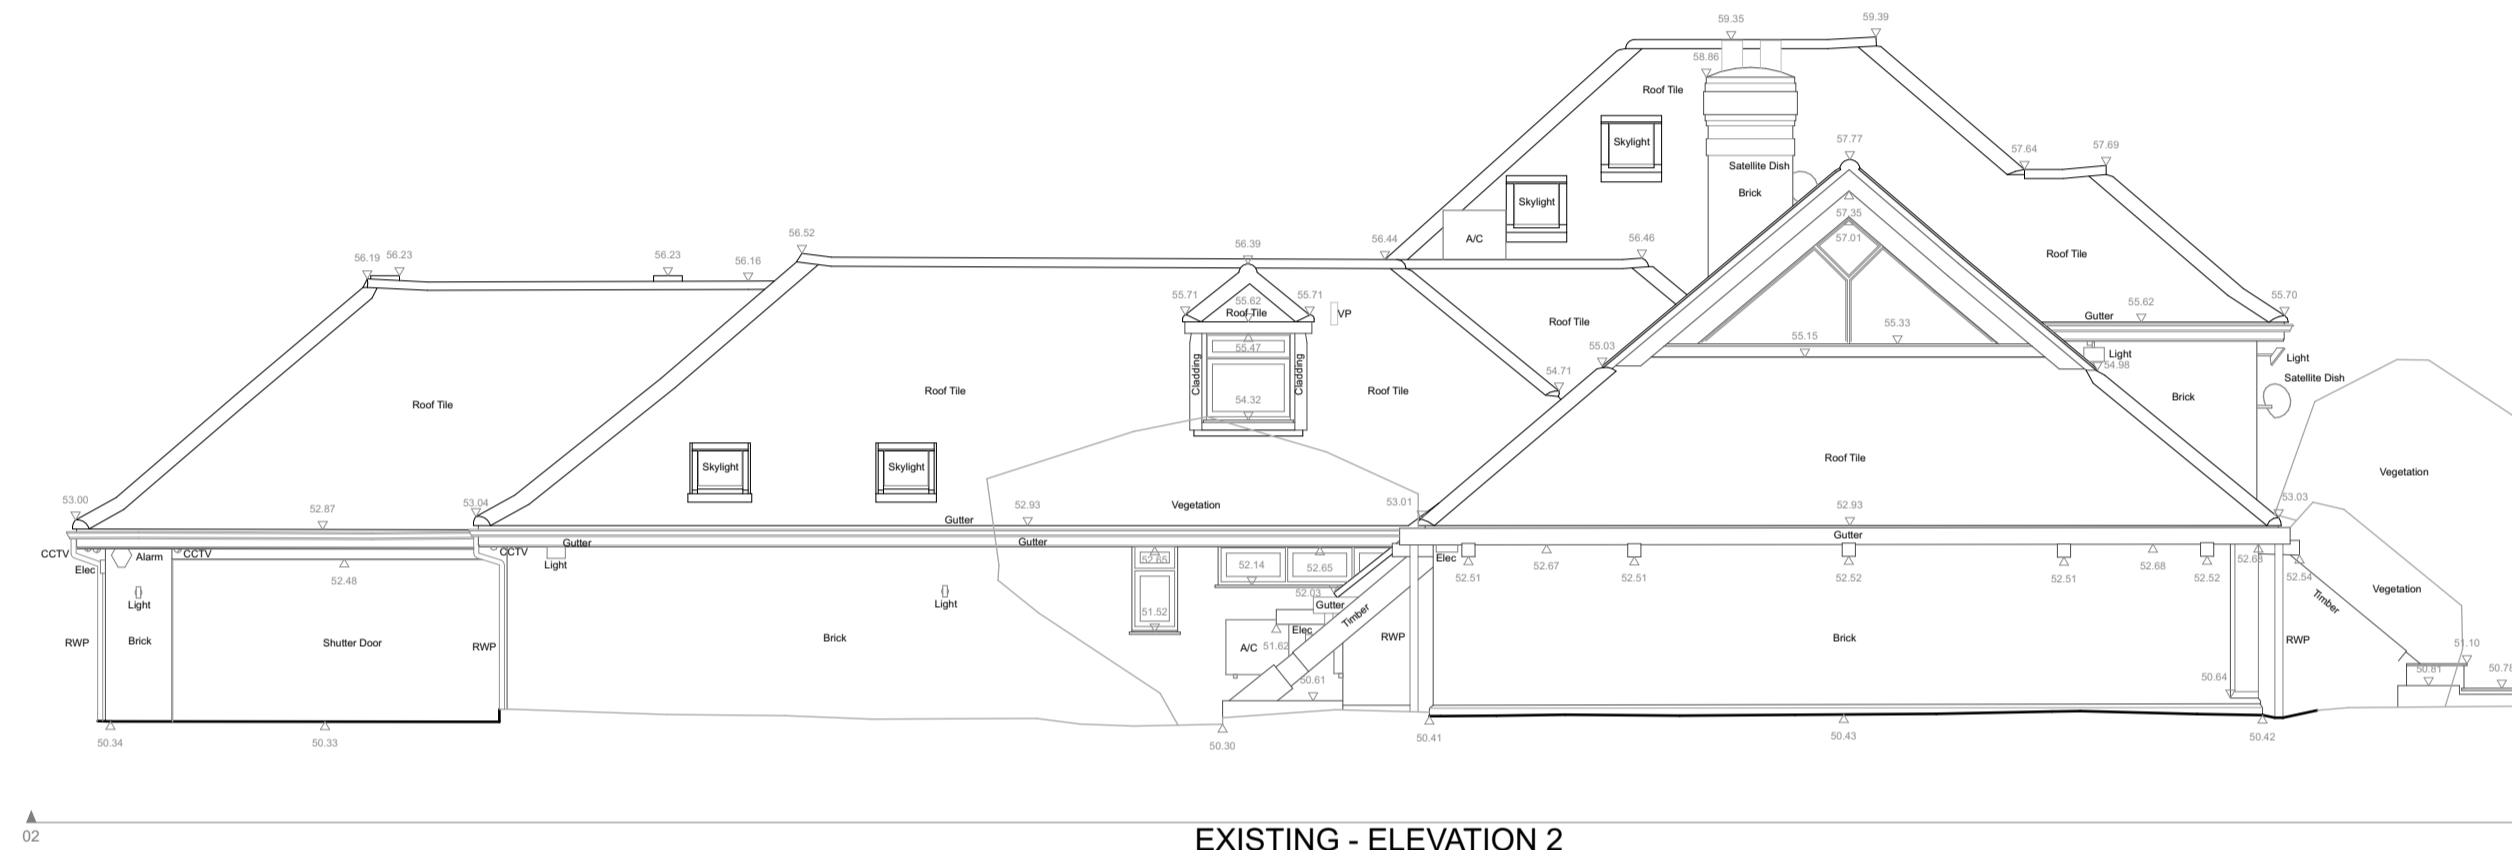 59.35
59.39
58.86
Roof Tile
Skylight
57.77
57.64
57.69
Satellite Dish
Brick
Skylight
57.35
57.01
A/C
56.52
56.39
56.44
56.46
56.19
56.23
56.23
56.16
Roof Tile
55.71
55.62
55.71
Roof Tile
VP
Roof Tile
55.62
55.70
Gutter
55.33
55.15
55.03
55.47
Cladding
Cladding
Light
54.98
Light
Satellite Dish
54.71
54.32
Roof Tile
Roof Tile
Roof Tile
Brick
Roof Tile
Skylight
Skylight
Vegetation
53.00
53.04
52.87
52.93
Vegetation
53.01
52.93
53.03
Gutter
Gutter
Gutter
Gutter
CCTV
Alarm
CCTV
CCTV
Elec
Light
52.48
52.65
52.14
52.65
Elec
52.51
52.67
52.51
52.52
52.51
52.68
52.52
52.68
52.54
Light
Light
52.03
Gutter
51.52
Timber
Timber
Vegetation
Elec
RWP
Brick
Shutter Door
RWP
Brick
A/C
51.62
RWP
Brick
RWP
51.10
50.81
50.78
50.61
50.64
50.34
50.33
50.30
50.41
50.43
50.42
02
EXISTING - ELEVATION 2